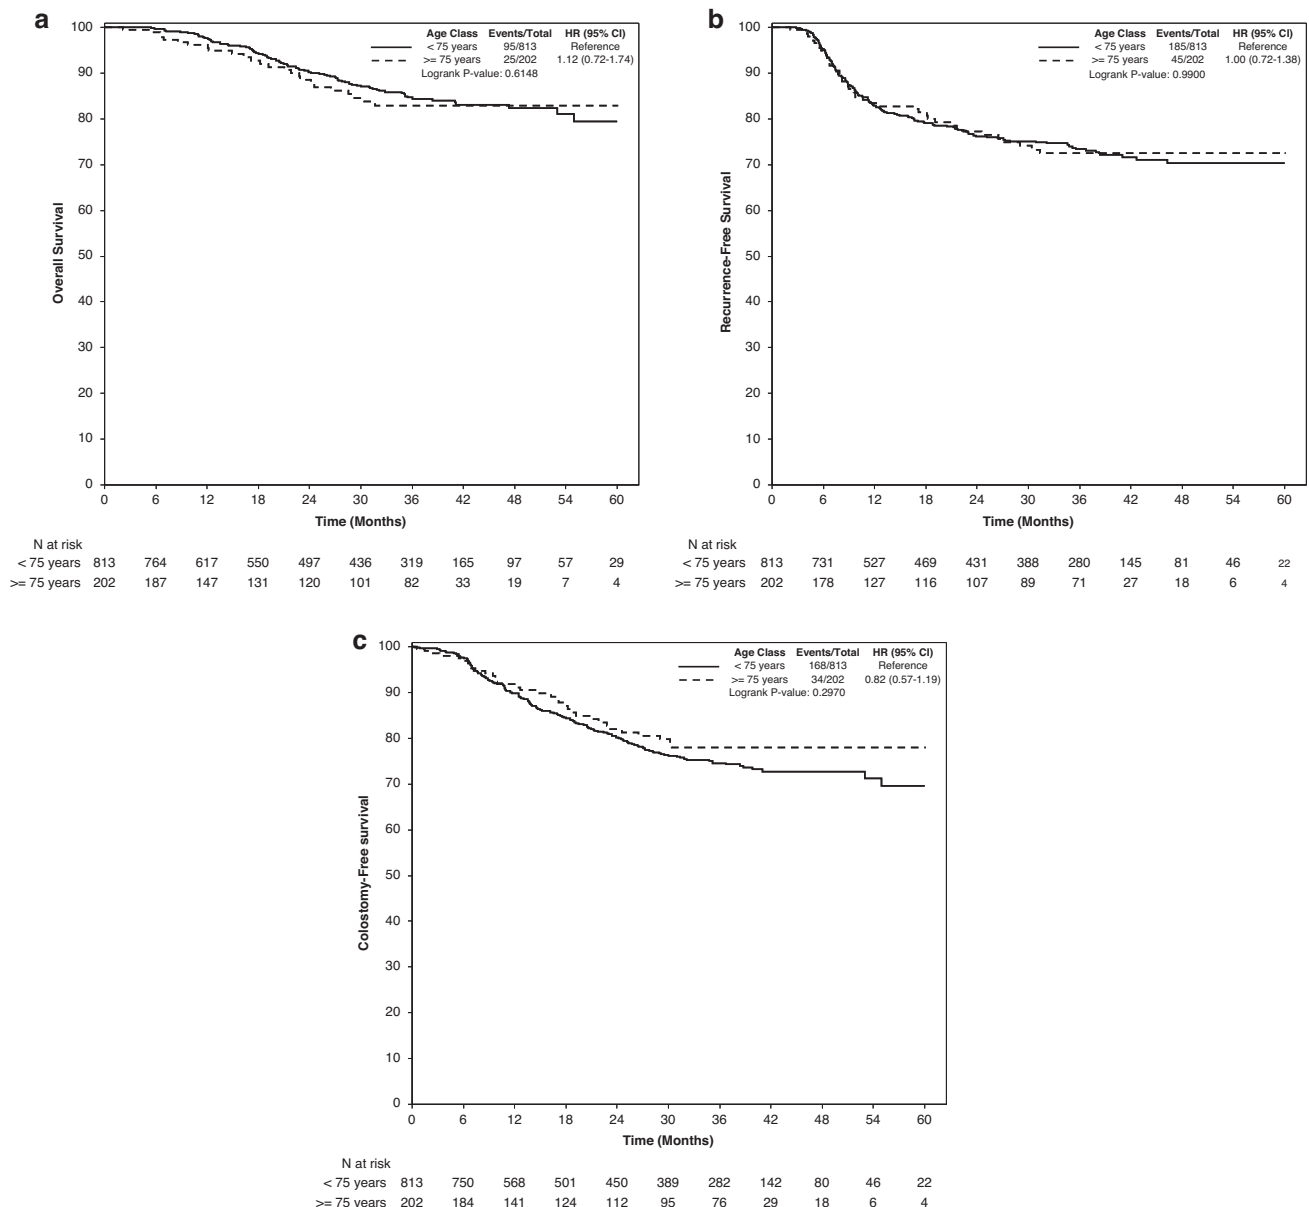 a
Age Class Events/Total HR (95% CI)
< 75 years 95/813 Reference
>= 75 years 25/202 1.12 (0.72-1.74)
Logrank P-value: 0.6148
100
90
80
70
60
50
40
30
20
10
0
Overall Survival
0 6 12 18 24 30 36 42 48 54 60
Time (Months)
N at risk
< 75 years 813 764 617 550 497 436 319 165 97 57 29
>= 75 years 202 187 147 131 120 101 82 33 19 7 4
b
Age Class Events/Total HR (95% CI)
< 75 years 185/813 Reference
>= 75 years 45/202 1.00 (0.72-1.38)
Logrank P-value: 0.9900
100
90
80
70
60
50
40
30
20
10
0
Recurrence-Free Survival
0 6 12 18 24 30 36 42 48 54 60
Time (Months)
N at risk
< 75 years 813 731 527 469 431 388 280 145 81 46 22
>= 75 years 202 178 127 116 107 89 71 27 18 6 4
c
Age Class Events/Total HR (95% CI)
< 75 years 168/813 Reference
>= 75 years 34/202 0.82 (0.57-1.19)
Logrank P-value: 0.2970
100
90
80
70
60
50
40
30
20
10
0
Colostomy-Free survival
0 6 12 18 24 30 36 42 48 54 60
Time (Months)
N at risk
< 75 years 813 750 568 501 450 389 282 142 80 46 22
>= 75 years 202 184 141 124 112 95 76 29 18 6 4